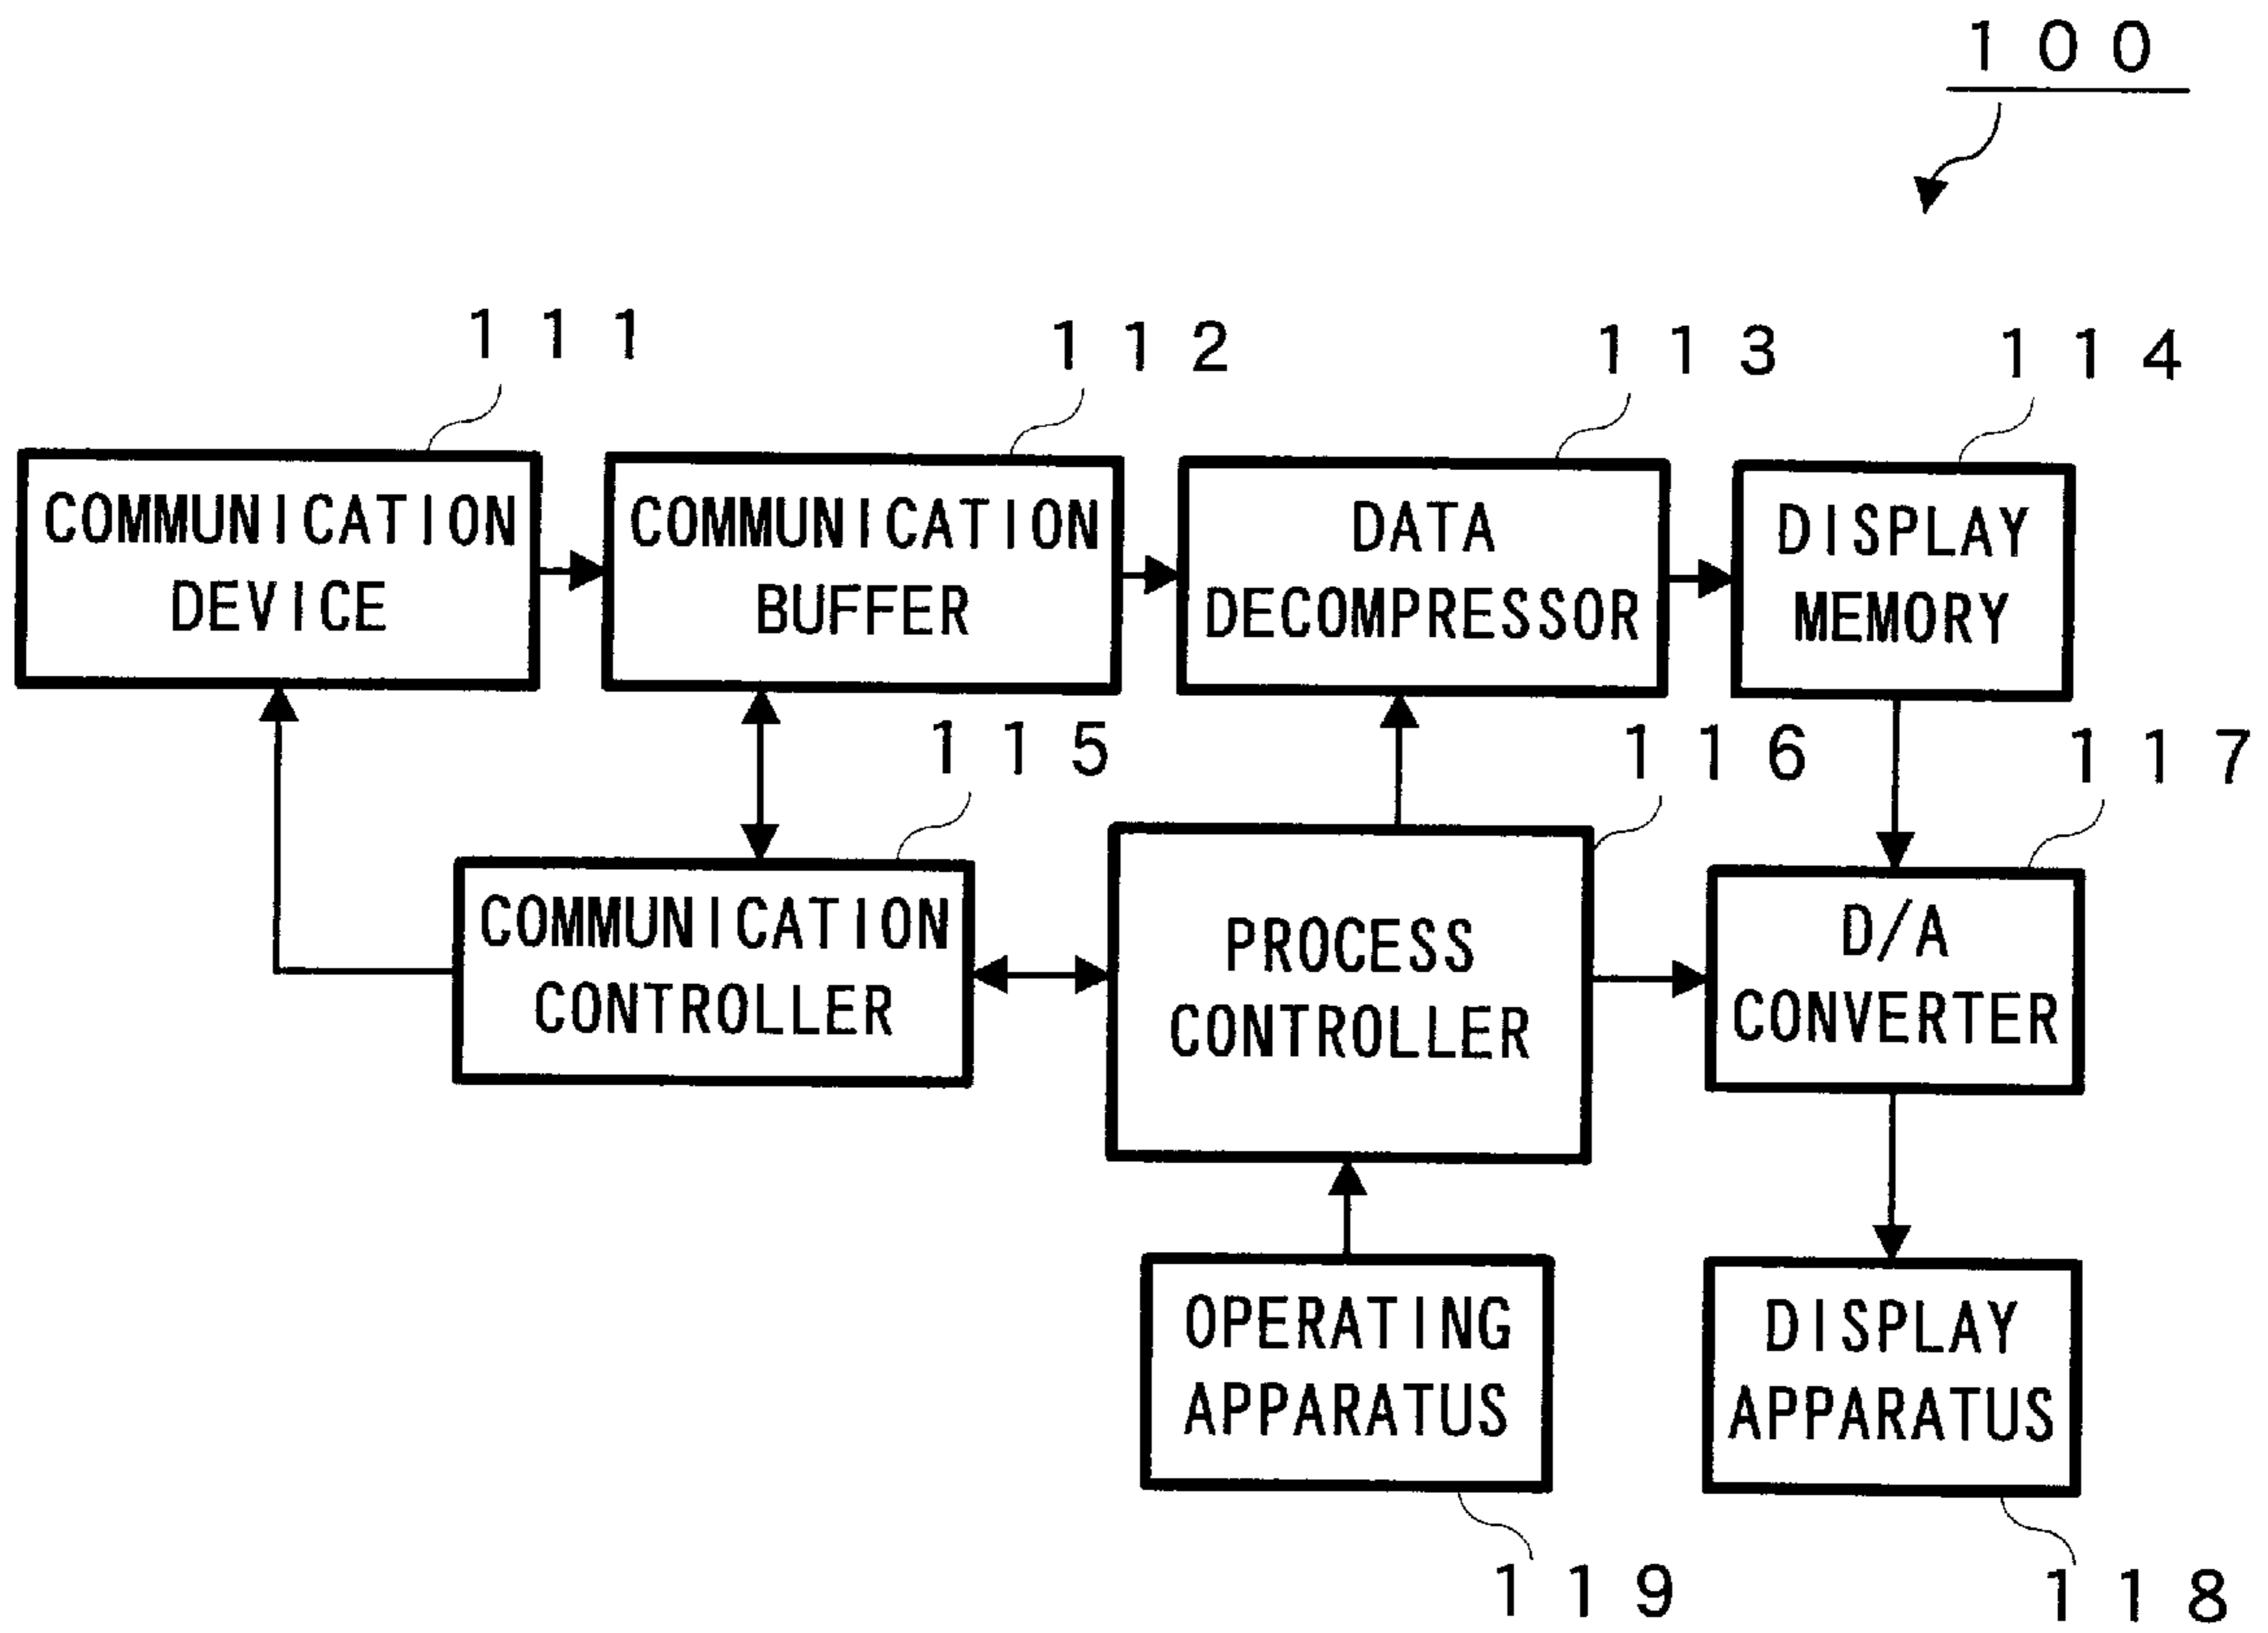 100
111
112
113
114
COMMUNICATION
DEVICE
COMMUNICATION
BUFFER
DATA
DECOMPRESSOR
DISPLAY
MEMORY
115
116
117
COMMUNICATION
CONTROLLER
PROCESS
CONTROLLER
D/A
CONVERTER
OPERATING
APPARATUS
DISPLAY
APPARATUS
119
118